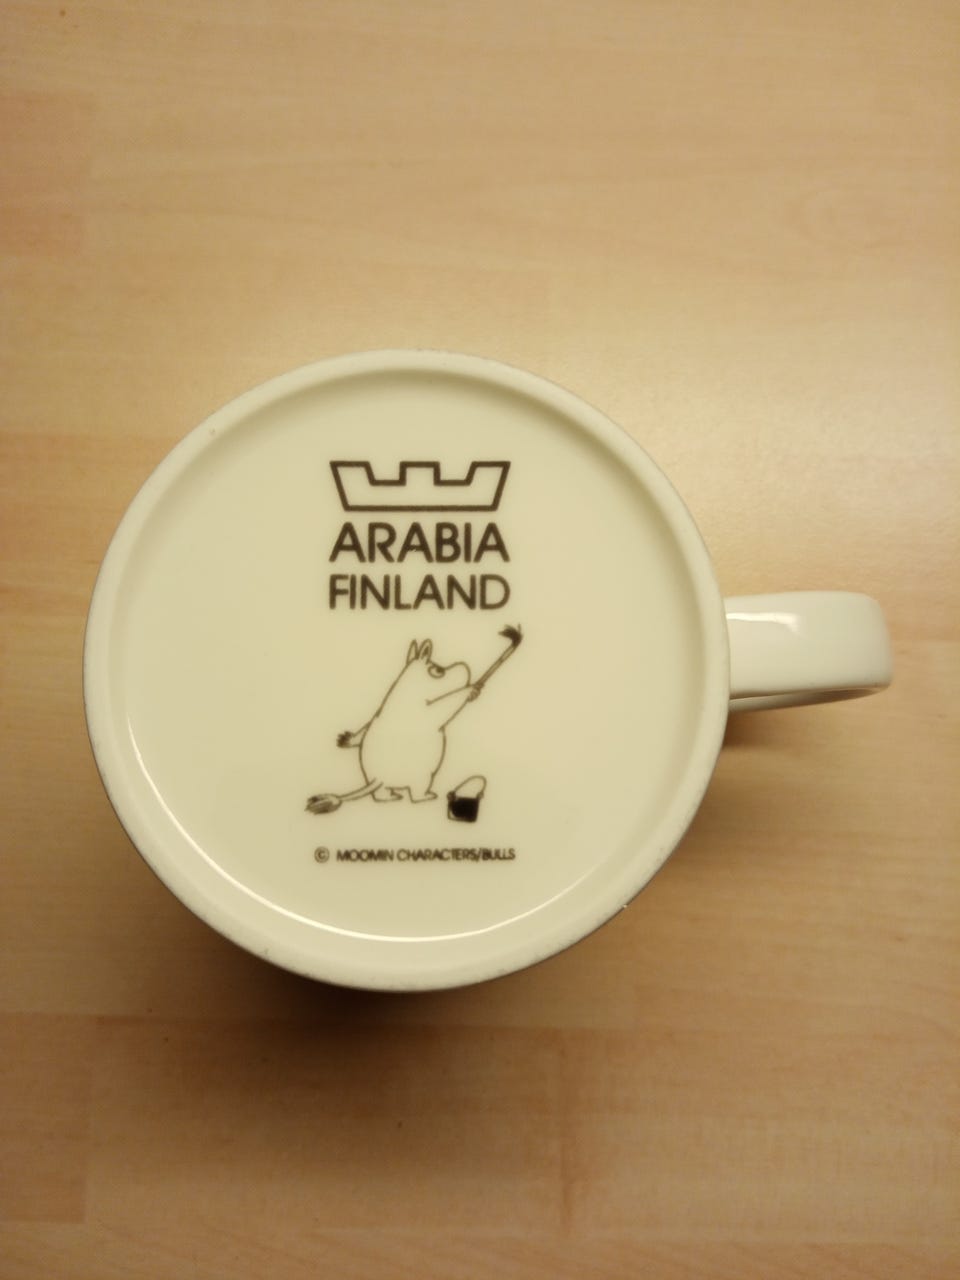 ARABIA
FINLAND
© MOOMIN CHARACTERS/BULLS